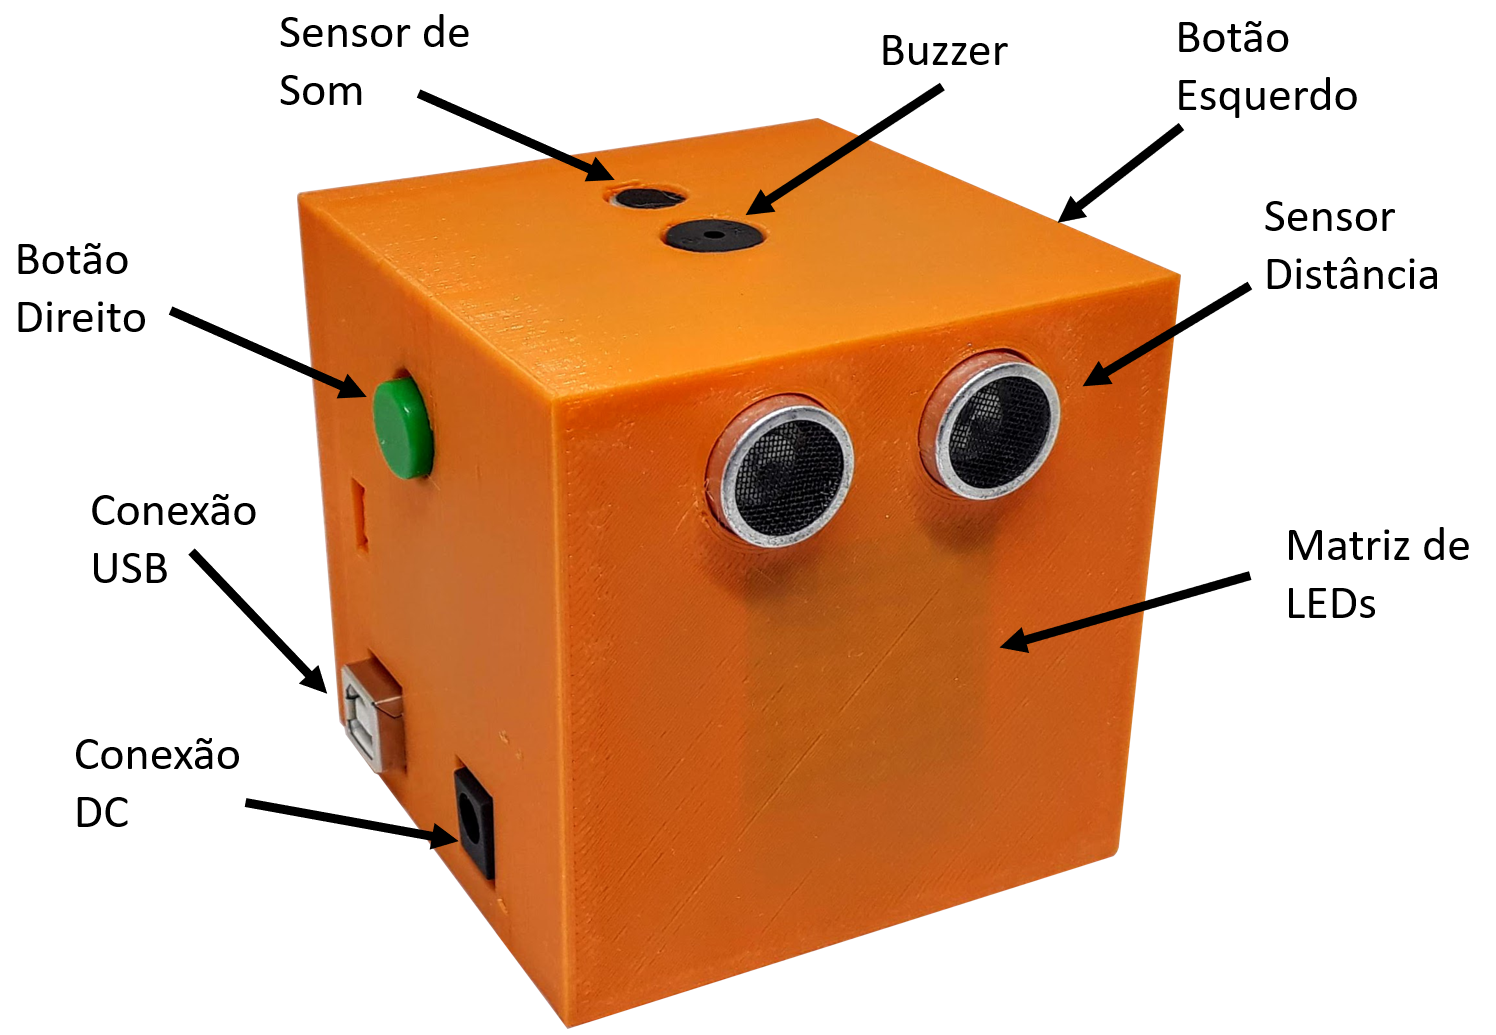 Sensor de
Som
Buzzer
Botão
Esquerdo
Sensor
Distância
Botão
Direito
Conexão
USB
Matriz de
LEDs
Conexão
DC